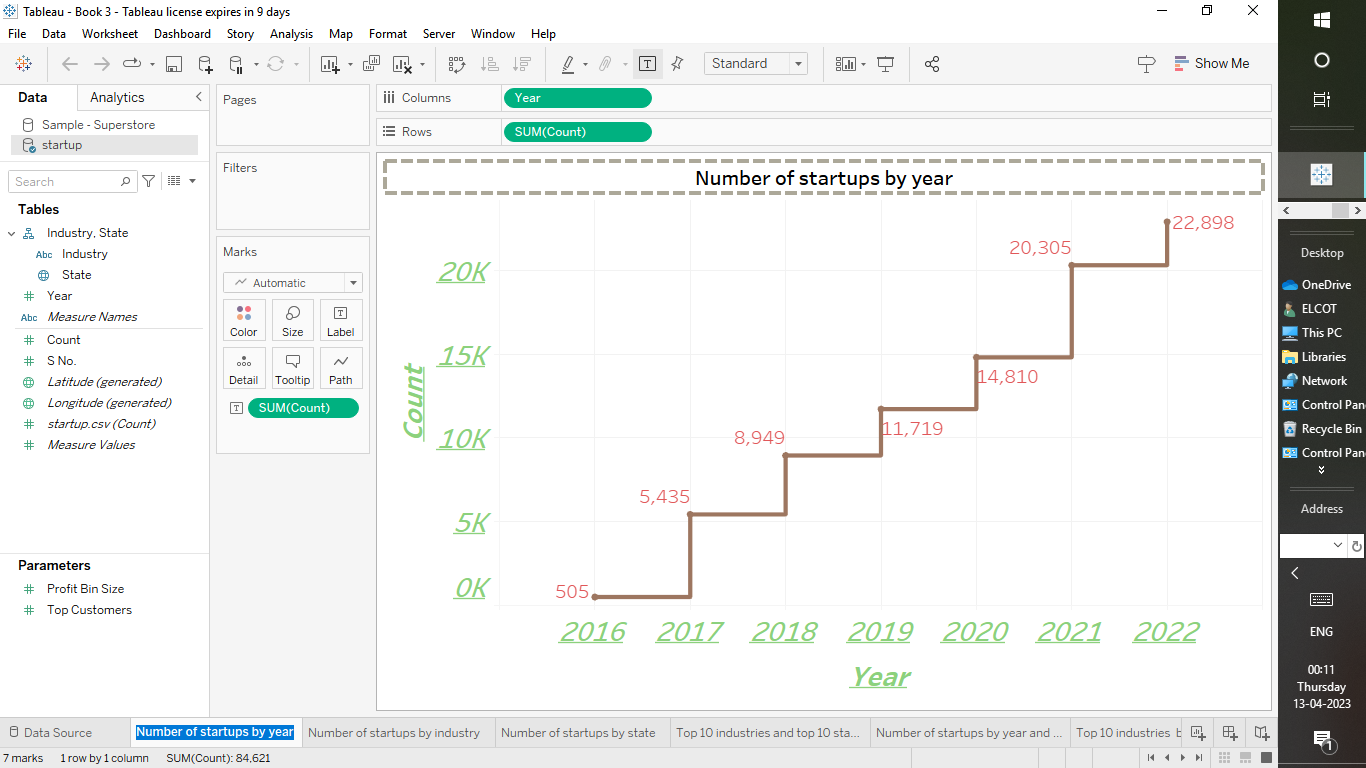 Tableau - Book 3 - Tableau license expires in 9 days
File Data Worksheet Dashboard Story Analysis Map Format Server Window Help
Standard
Show Me
Data Analytics
Pages
Columns Year
Rows SUM(Count)
Sample - Superstore
startup
Search
Filters
Tables
Industry, State
Abc Industry
State
Year
Abc Measure Names
Count
S No.
Latitude (generated)
Longitude (generated)
startup.csv (Count)
Measure Values
Parameters
Profit Bin Size
Top Customers
Marks
Automatic
Color Size Label
Detail Tooltip Path
SUM(Count)
Number of startups by year
Count
20K
15K
10K
5K
0K
505
5,435
8,949
11,719
14,810
20,305
22,898
2016 2017 2018 2019 2020 2021 2022
Year
Data Source Number of startups by year Number of startups by industry Number of startups by state Top 10 industries and top 10 sta... Number of startups by year and ... Top 10 industries b
7 marks 1 row by 1 column SUM(Count): 84,621
Desktop
OneDrive
ELCOT
This PC
Libraries
Network
Control Pan
Recycle Bin
Control Pan
Address
ENG
00:11
Thursday
13-04-2023
1